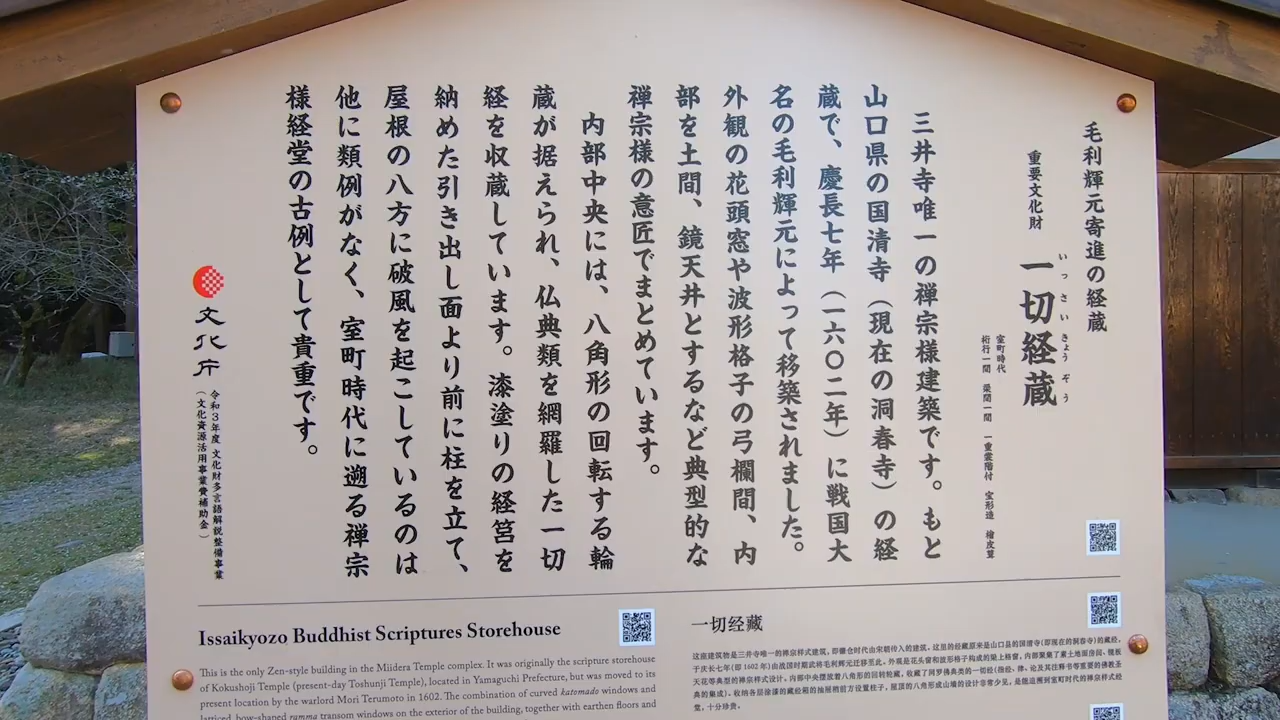 毛利輝元寄進の経蔵
重要文化財
一切経蔵
いっさいきょうぞう
室町時代
桁行一間 梁間一間 一重裳階付 宝形造 檜皮葺
三井寺唯一の禅宗様建築です。もと
山口県の国清寺（現在の洞春寺）の経
蔵で、慶長七年（一六〇二年）に戦国大
名の毛利輝元によって移築されました。
外観の花頭窓や波形格子の弓欄間、内
部を土間、鏡天井とするなど典型的な
禅宗様の意匠でまとめています。
内部中央には、八角形の回転する輪
蔵が据えられ、仏典類を網羅した一切
経を収蔵しています。漆塗りの経箱を
納めた引き出し面より前に柱を立て、
屋根の八方に破風を起こしているのは
他に類例がなく、室町時代に遡る禅宗
様経堂の古例として貴重です。
文化庁
令和3年度 文化財多言語解説整備事業
（文化資源活用事業費補助金）
Issaikyozo Buddhist Scriptures Storehouse
This is the only Zen-style building in the Miidera Temple complex. It was originally the scripture storehouse
of Kokushoji Temple (present-day Toshunji Temple), located in Yamaguchi Prefecture, but was moved to its
present location by the warlord Mori Terumoto in 1602. The combination of curved katomado windows and
latticed, bow-shaped ramma transom windows on the exterior of the building, together with earthen floors and
一切经藏